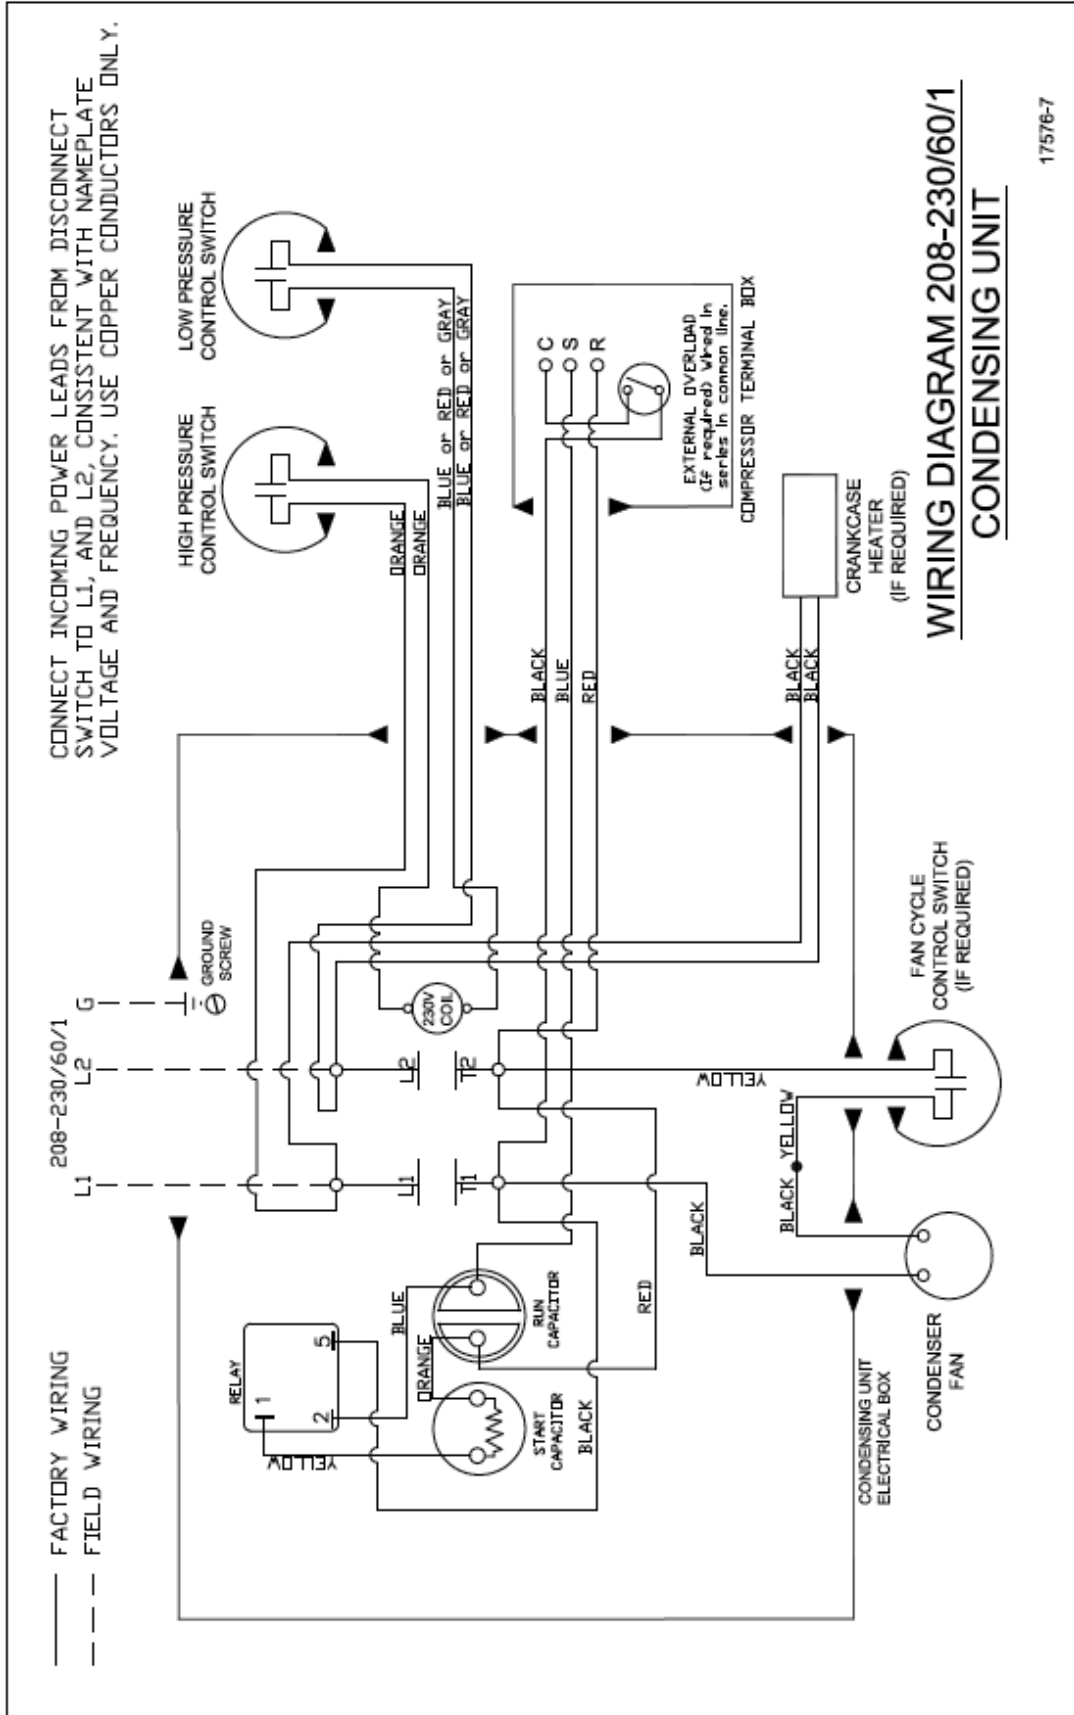 CONNECT INCOMING POWER LEADS FROM DISCONNECT
SWITCH TO L1, AND L2, CONSISTENT WITH NAMEPLATE
VOLTAGE AND FREQUENCY. USE COPPER CONDUCTORS ONLY.
FACTORY WIRING
FIELD WIRING
208-230/60/1
L1
L2
G
GROUND
SCREW
HIGH PRESSURE
CONTROL SWITCH
LOW PRESSURE
CONTROL SWITCH
RELAY
1
2
5
YELLOW
BLUE
ORANGE
START
CAPACITOR
RUN
CAPACITOR
BLACK
RED
L1
T1
L2
T2
230V
COIL
ORANGE
ORANGE
BLUE or RED or GRAY
BLUE or RED or GRAY
BLACK
BLUE
RED
C
S
R
EXTERNAL OVERLOAD
(If required) Wired in
series in common line.
COMPRESSOR TERMINAL BOX
BLACK
BLACK
CRANKCASE
HEATER
(IF REQUIRED)
BLACK
YELLOW
BLACK
YELLOW
CONDENSING UNIT
ELECTRICAL BOX
CONDENSER
FAN
FAN CYCLE
CONTROL SWITCH
(IF REQUIRED)
WIRING DIAGRAM 208-230/60/1
CONDENSING UNIT
17576-7